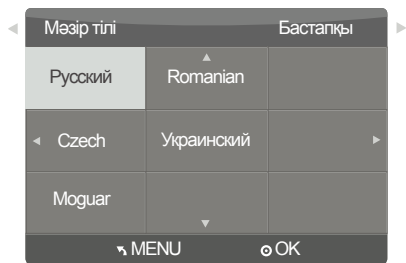 Мәзір тілі Бастапқы
Русский Romanian
Czech Украинский
Moguar
MENU OK